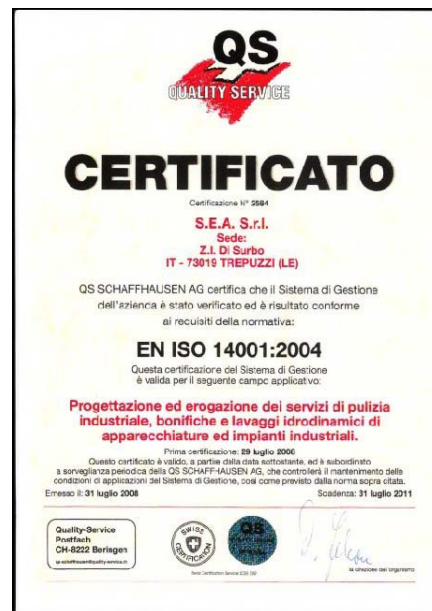 QS
QUALITY SERVICE
CERTIFICATO
Certificazione N° 2584
S.E.A. S.r.l.
Sede:
Z.I. Di Surbo
IT - 73019 TREPUZZI (LE)
QS SCHAFFHAUSEN AG certifica che il Sistema di Gestione
dell'azienda è stato verificato ed è risultato conforme
ai requisiti della normativa:
EN ISO 14001:2004
Questa certificazione del Sistema di Gestione
è valida per il seguente campo applicativo:
Progettazione ed erogazione dei servizi di pulizia
industriale, bonifiche e lavaggi idrodinamici di
apparecchiature ed impianti industriali.
Prima certificazione: 29 luglio 2006
Questo certificato è valido, a partire dalla data sottostante, ed è subordinato
a sorveglianza periodica della QS SCHAFFHAUSEN AG, che controllerà il mantenimento delle
condizioni di applicazioni del Sistema di Gestione, così come previsto dalla norma sopra citata.
Emesso il: 31 luglio 2008
Scadenza: 31 luglio 2011
Quality-Service
Postfach
CH-8222 Beringen
SWISS
CERTIFICATION
QS
la direzione dell'organismo